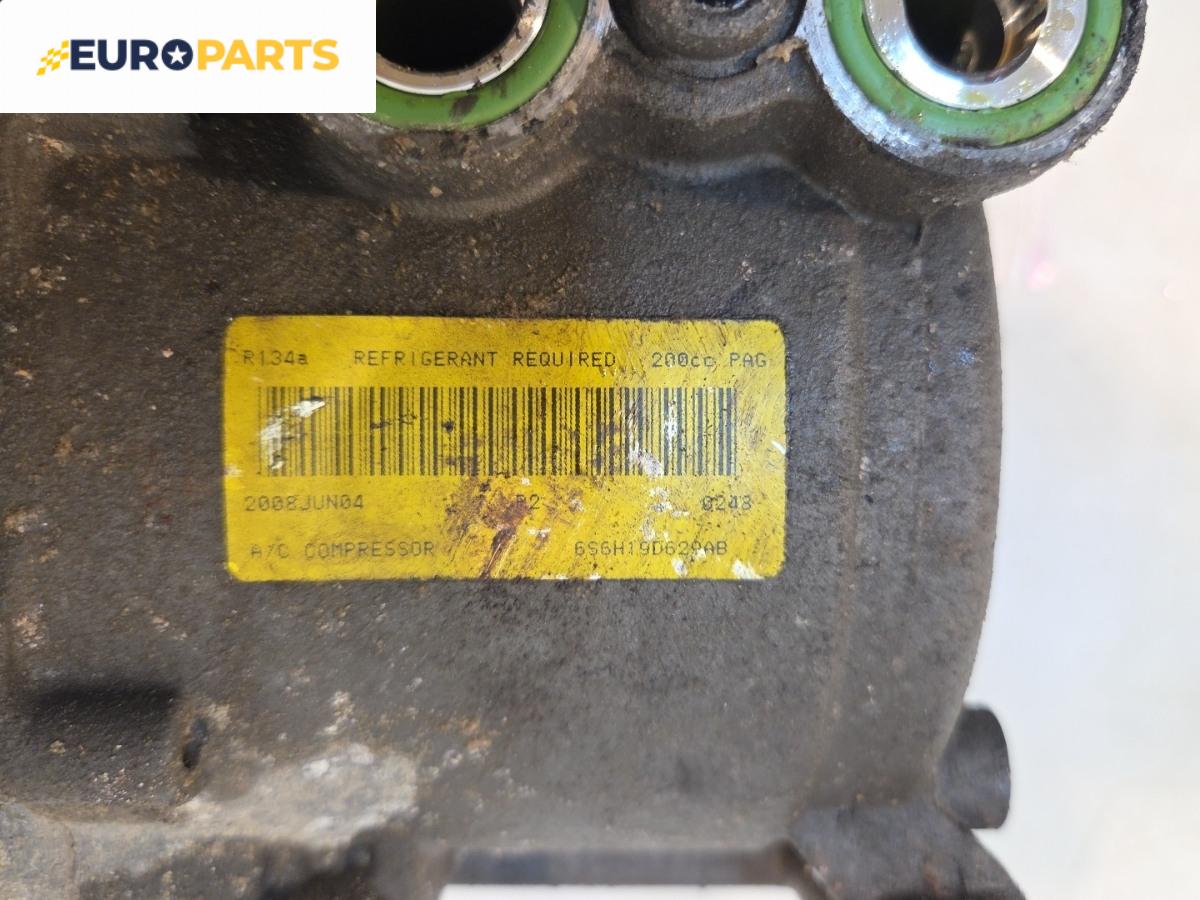 EUROPARTS
R134a REFRIGERANT REQUIRED 200cc PAG
2008JUN04 0248
A/C COMPRESSOR 6S6H19D629AB